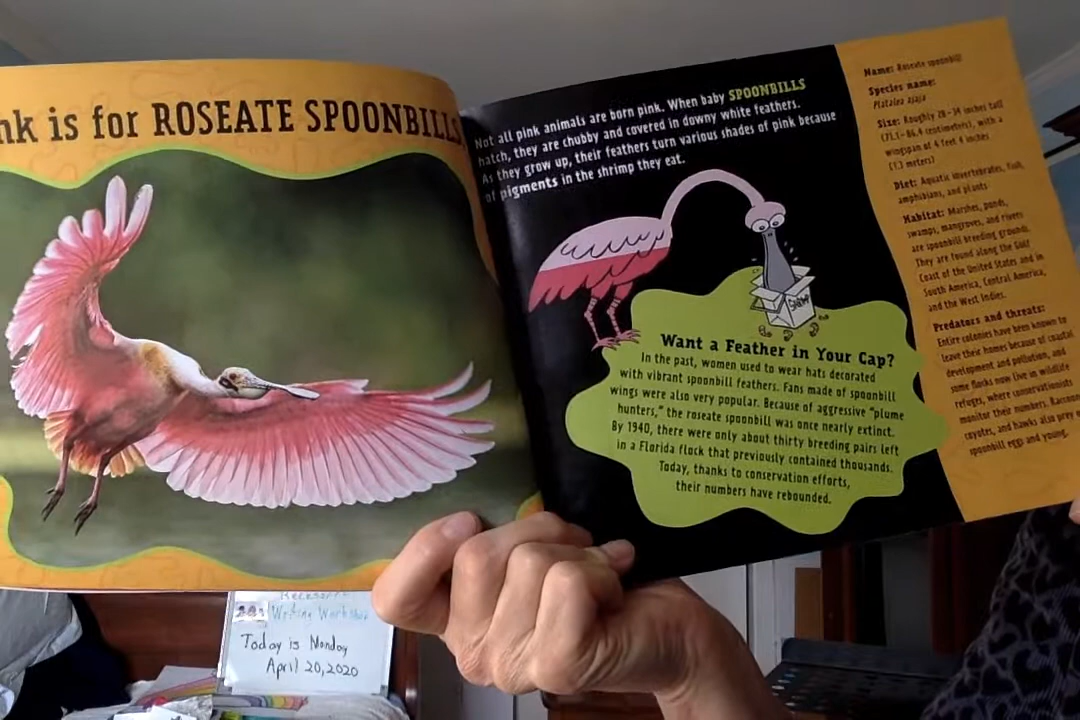 nk is for ROSEATE SPOONBILLS
Not all pink animals are born pink. When baby SPOONBILLS
hatch, they are chubby and covered in downy white feathers.
As they grow up, their feathers turn various shades of pink because
of pigments in the shrimp they eat.
Want a Feather in Your Cap?
In the past, women used to wear hats decorated
with vibrant spoonbill feathers. Fans made of spoonbill
wings were also very popular. Because of aggressive "plume
hunters," the roseate spoonbill was once nearly extinct.
By 1940, there were only about thirty breeding pairs left
in a Florida flock that previously contained thousands.
Today, thanks to conservation efforts,
their numbers have rebounded.
Name: Roseate spoonbill
Species name:
Platalea ajaja
Size: Roughly 28-34 inches tall
(71.1-86.4 centimeters), with a
wingspan of 4 feet 4 inches
(1.3 meters)
Diet: Aquatic invertebrates, fish,
amphibians, and plants
Habitat: Marshes, ponds,
swamps, mangroves, and rivers
are spoonbill breeding grounds.
They are found along the Gulf
Coast of the United States and in
South America, Central America,
and the West Indies.
Predators and threats:
Entire colonies have been known to
leave their homes because of coastal
development and pollution, and
some flocks now live in wildlife
refuges, where conservationists
monitor their numbers. Raccoons,
coyotes, and hawks also prey o
spoonbill eggs and young.
Writing Workshop
Today is Monday
April 20,2020